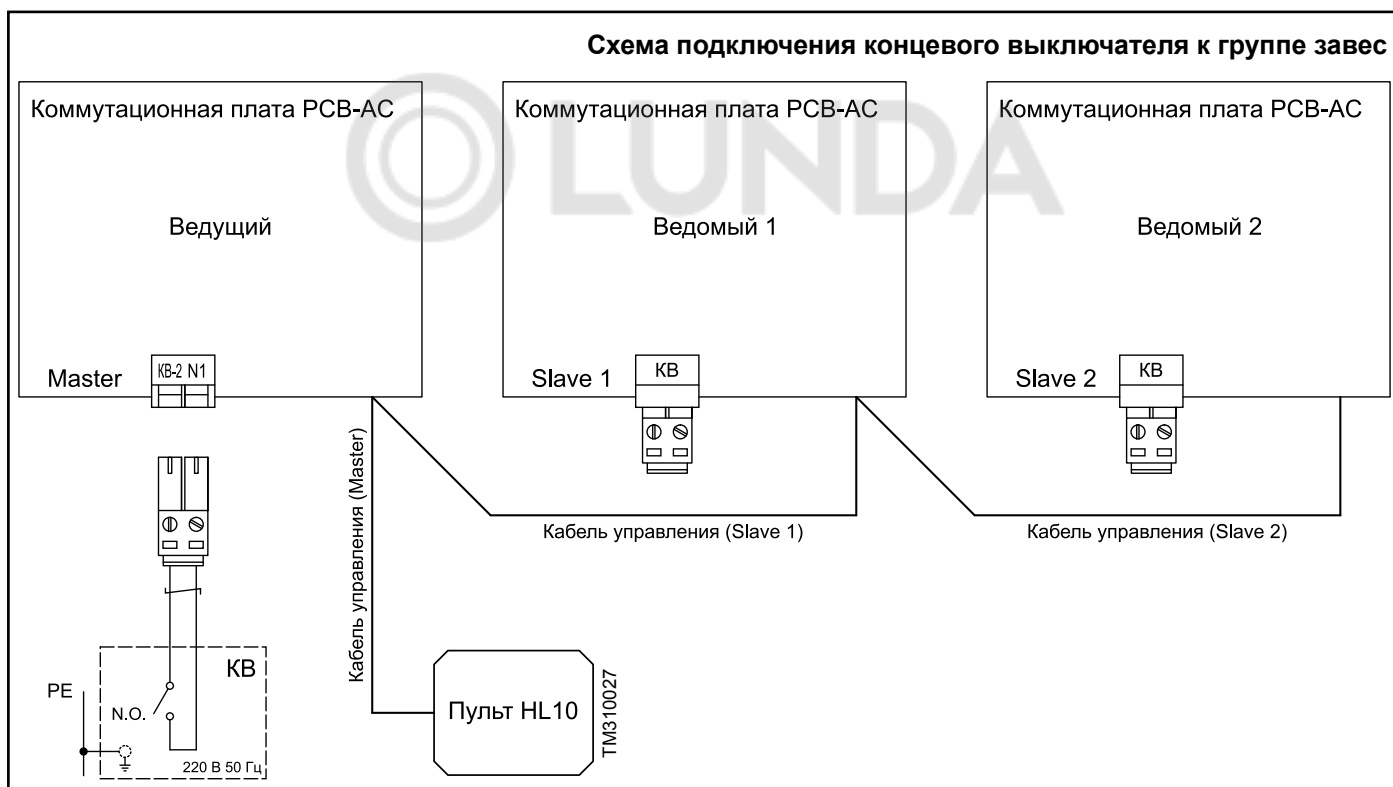 Схема подключения концевого выключателя к группе завес
Коммутационная плата PCB-AC
Ведущий
Master
КВ-2 N1
Коммутационная плата PCB-AC
Ведомый 1
Slave 1
КВ
Коммутационная плата PCB-AC
Ведомый 2
Slave 2
КВ
LUNDA
Кабель управления (Master)
Кабель управления (Slave 1)
Кабель управления (Slave 2)
КВ
PE
N.O.
220 В 50 Гц
Пульт HL10
TM310027